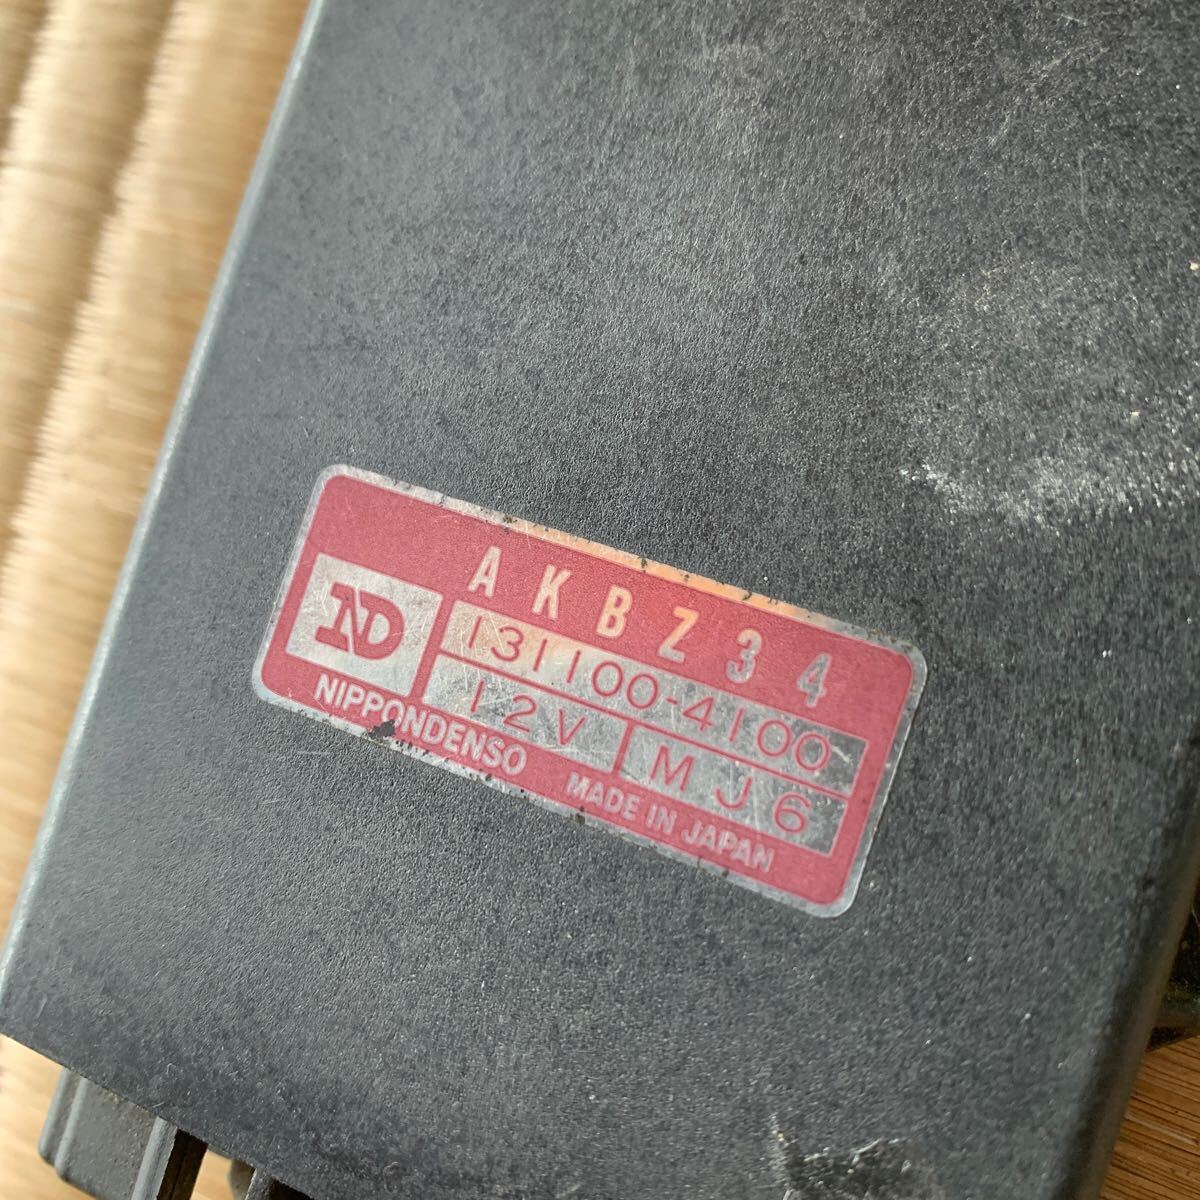 AKBZ34
131100-4100
ND
12V MJ6
NIPPONDENSO MADE IN JAPAN